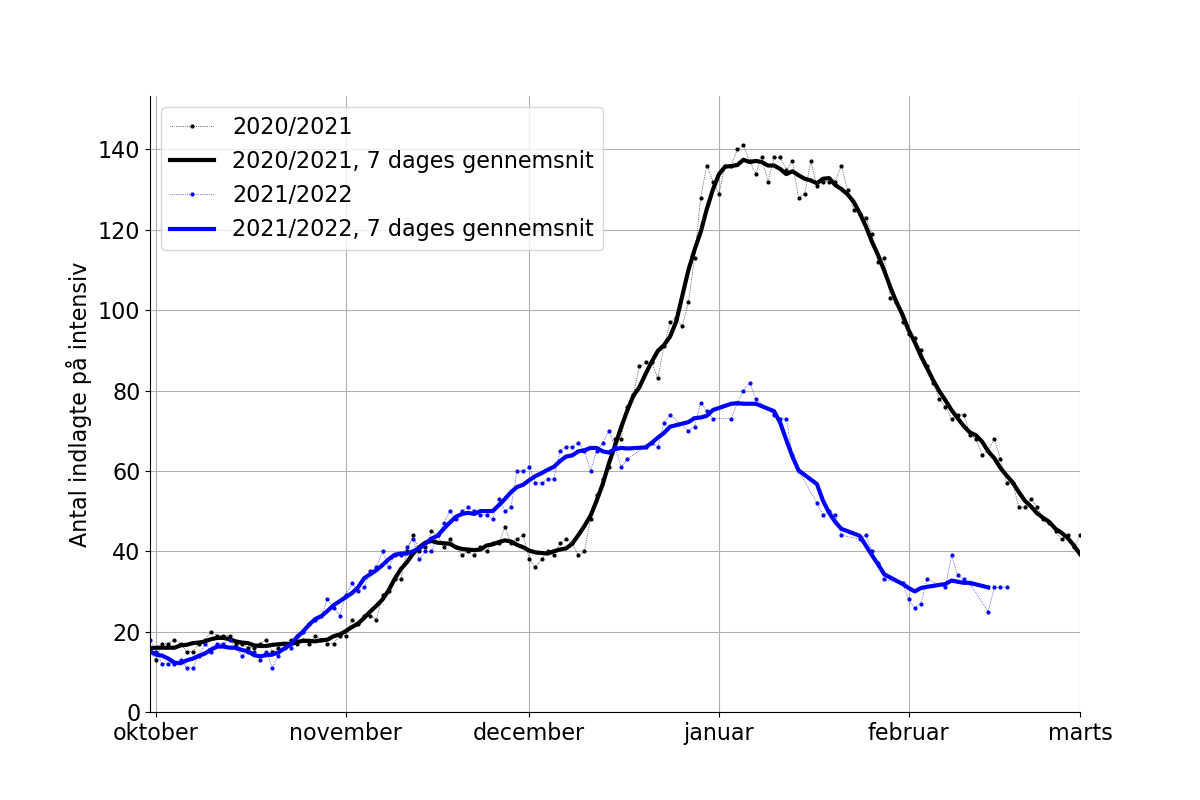 2020/2021
2020/2021, 7 dages gennemsnit
2021/2022
2021/2022, 7 dages gennemsnit
Antal indlagte på intensiv
140
120
100
80
60
40
20
0
oktober november december januar februar marts